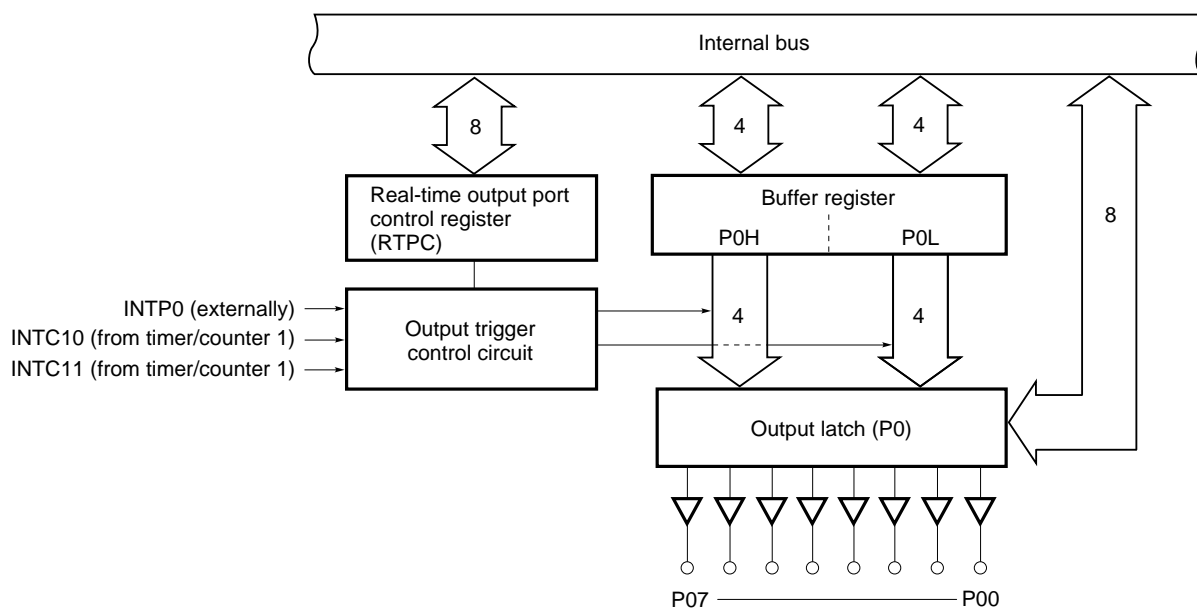 Internal bus
8
4
4
Real-time output port
control register
(RTPC)
Buffer register
P0H
P0L
8
INTP0 (externally)
INTC10 (from timer/counter 1)
INTC11 (from timer/counter 1)
Output trigger
control circuit
4
4
Output latch (P0)
P07
P00